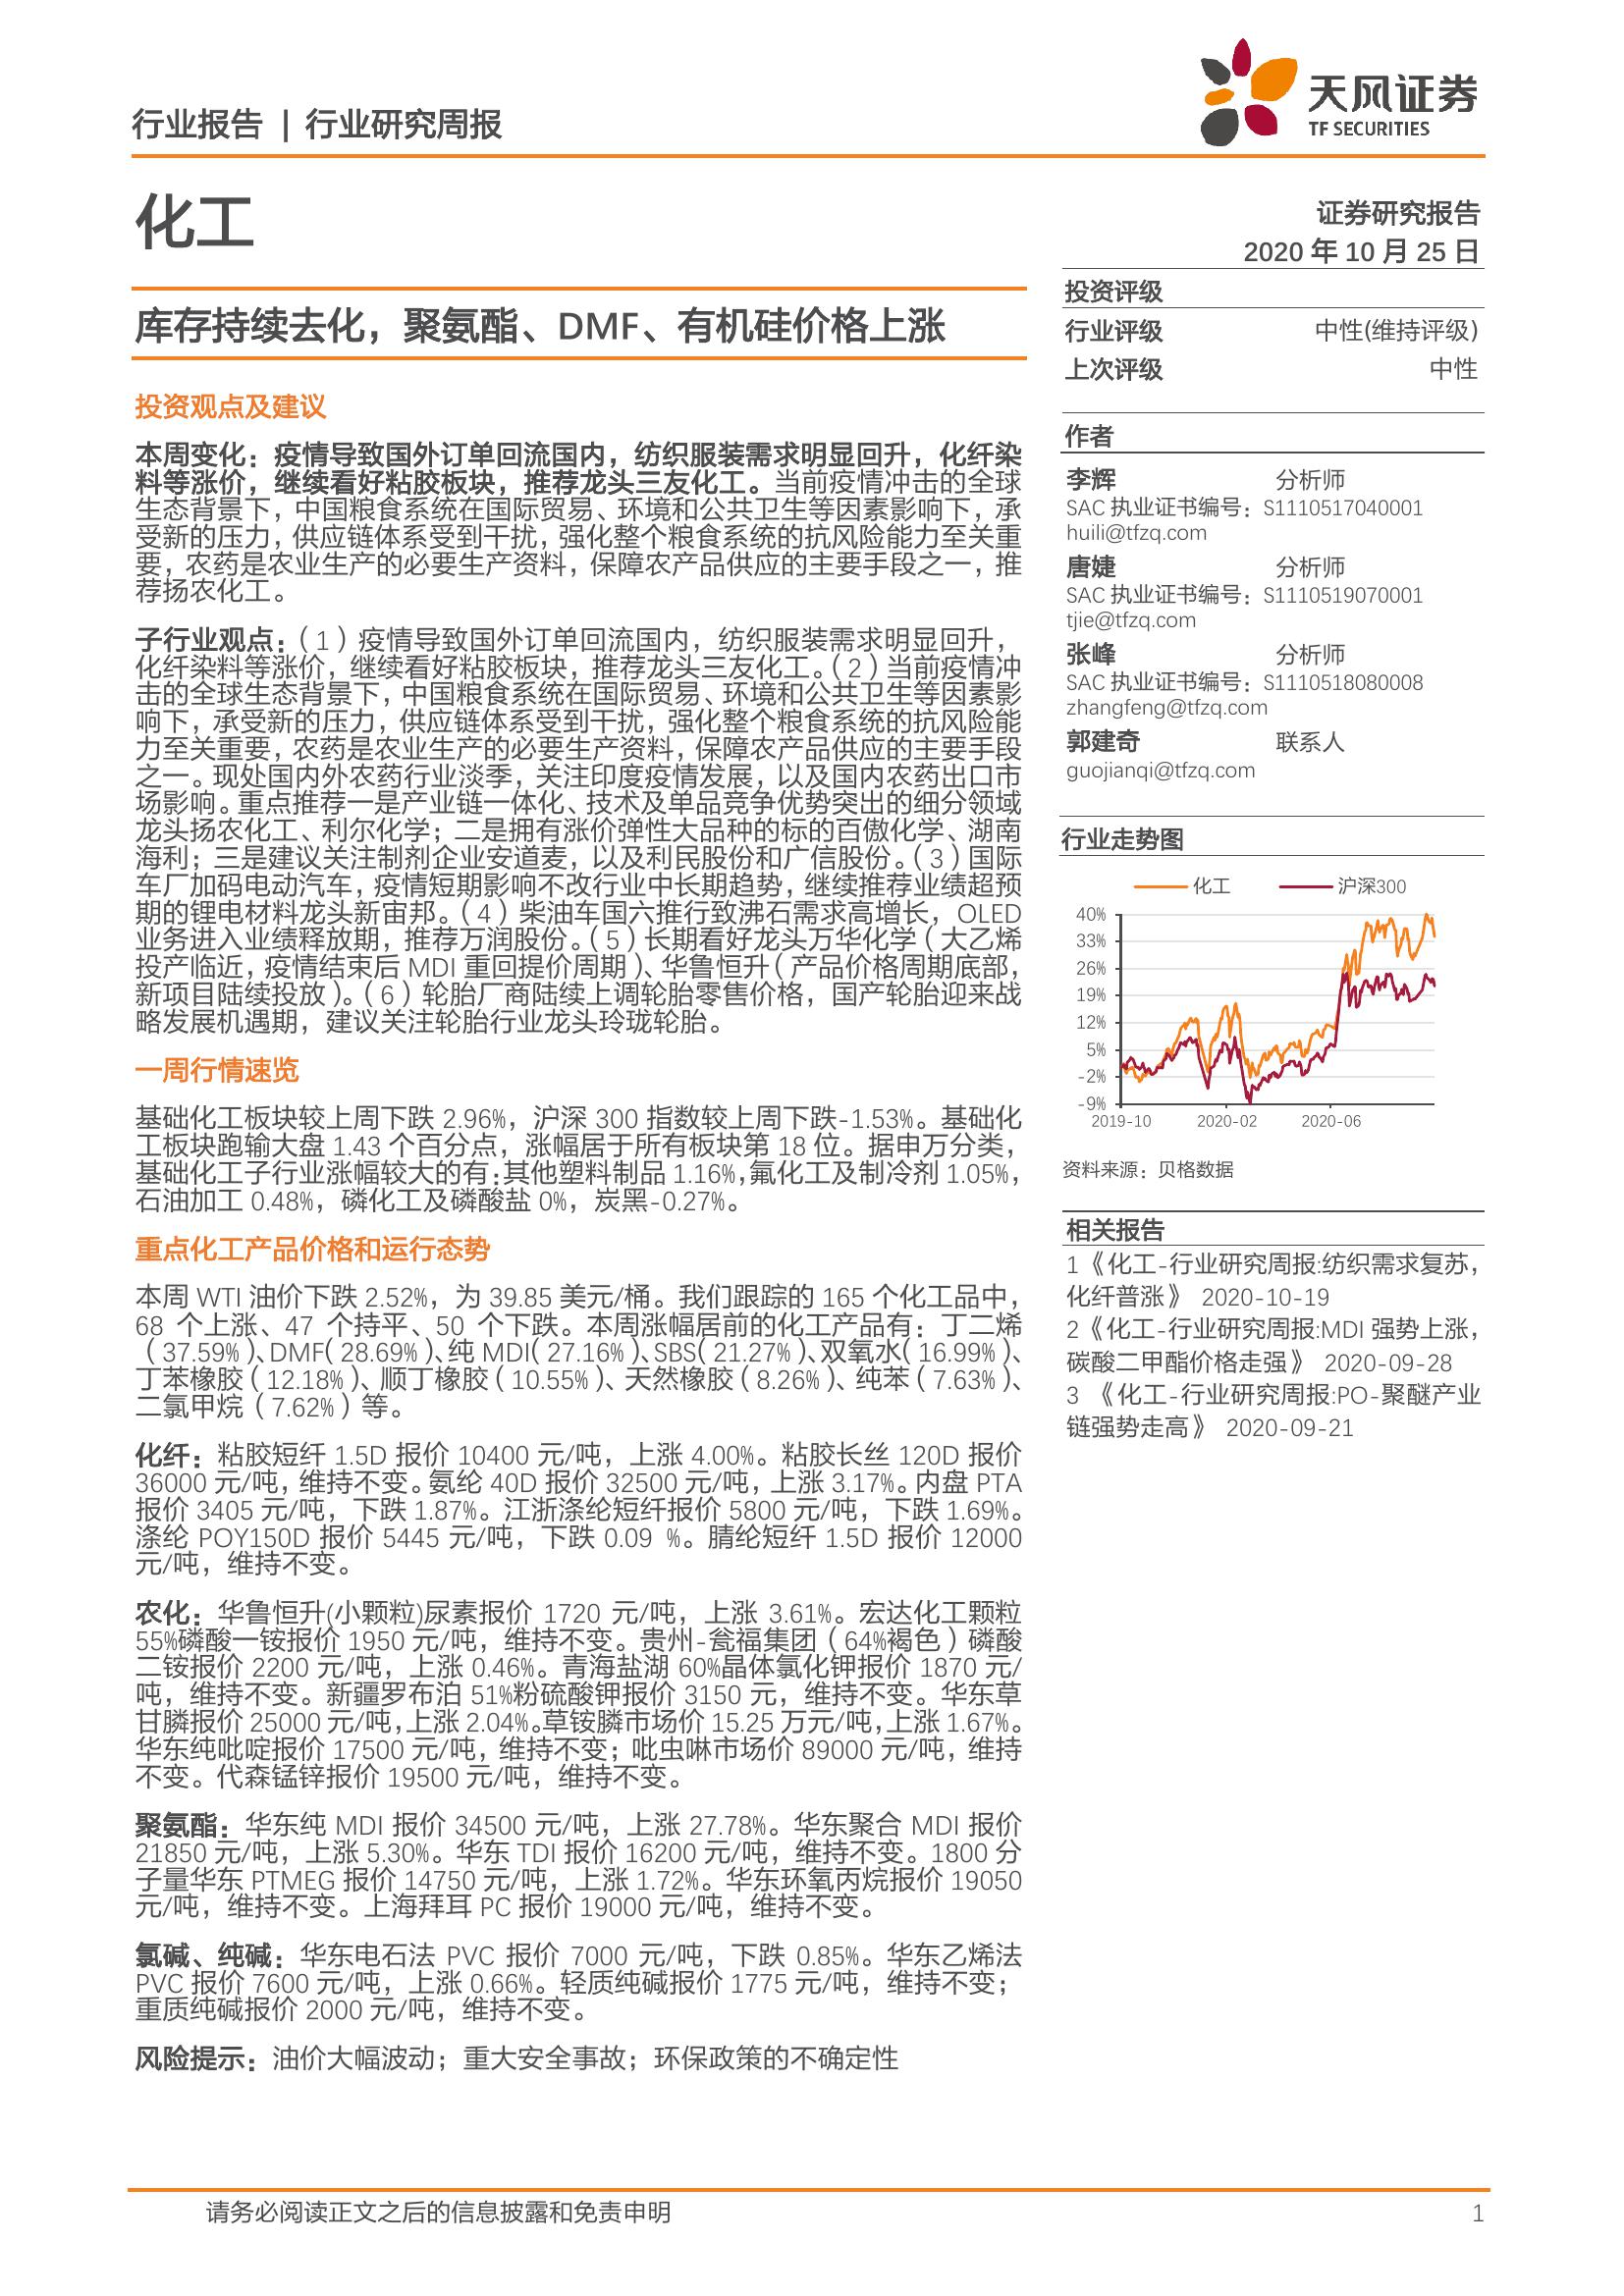 行业报告 | 行业研究周报
天风证券
TF SECURITIES
化工
证券研究报告
2020 年 10 月 25 日
库存持续去化，聚氨酯、DMF、有机硅价格上涨
投资观点及建议
本周变化：疫情导致国外订单回流国内，纺织服装需求明显回升，化纤染
料等涨价，继续看好粘胶板块，推荐龙头三友化工。当前疫情冲击的全球
生态背景下，中国粮食系统在国际贸易、环境和公共卫生等因素影响下，承
受新的压力，供应链体系受到干扰，强化整个粮食系统的抗风险能力至关重
要，农药是农业生产的必要生产资料，保障农产品供应的主要手段之一，推
荐扬农化工。
子行业观点：（1）疫情导致国外订单回流国内，纺织服装需求明显回升，
化纤染料等涨价，继续看好粘胶板块，推荐龙头三友化工。（2）当前疫情冲
击的全球生态背景下，中国粮食系统在国际贸易、环境和公共卫生等因素影
响下，承受新的压力，供应链体系受到干扰，强化整个粮食系统的抗风险能
力至关重要，农药是农业生产的必要生产资料，保障农产品供应的主要手段
之一。现处国内外农药行业淡季，关注印度疫情发展，以及国内农药出口市
场影响。重点推荐一是产业链一体化、技术及单品竞争优势突出的细分领域
龙头扬农化工、利尔化学；二是拥有涨价弹性大品种的标的百傲化学、湖南
海利；三是建议关注制剂企业安道麦，以及利民股份和广信股份。（3）国际
车厂加码电动汽车，疫情短期影响不改行业中长期趋势，继续推荐业绩超预
期的锂电材料龙头新宙邦。（4）柴油车国六推行致沸石需求高增长，OLED
业务进入业绩释放期，推荐万润股份。（5）长期看好龙头万华化学（大乙烯
投产临近，疫情结束后 MDI 重回提价周期）、华鲁恒升（产品价格周期底部，
新项目陆续投放）。（6）轮胎厂商陆续上调轮胎零售价格，国产轮胎迎来战
略发展机遇期，建议关注轮胎行业龙头玲珑轮胎。
一周行情速览
基础化工板块较上周下跌 2.96%，沪深 300 指数较上周下跌-1.53%。基础化
工板块跑输大盘 1.43 个百分点，涨幅居于所有板块第 18 位。据申万分类，
基础化工子行业涨幅较大的有：其他塑料制品 1.16%，氟化工及制冷剂 1.05%，
石油加工 0.48%，磷化工及磷酸盐 0%，炭黑-0.27%。
重点化工产品价格和运行态势
本周 WTI 油价下跌 2.52%，为 39.85 美元/桶。我们跟踪的 165 个化工品中，
68 个上涨、47 个持平、50 个下跌。本周涨幅居前的化工产品有：丁二烯
（37.59%）、DMF（28.69%）、纯 MDI（27.16%）、SBS（21.27%）、双氧水（16.99%）、
丁苯橡胶（12.18%）、顺丁橡胶（10.55%）、天然橡胶（8.26%）、纯苯（7.63%）、
二氯甲烷（7.62%）等。
化纤：粘胶短纤 1.5D 报价 10400 元/吨，上涨 4.00%。粘胶长丝 120D 报价
36000 元/吨，维持不变。氨纶 40D 报价 32500 元/吨，上涨 3.17%。内盘 PTA
报价 3405 元/吨，下跌 1.87%。江浙涤纶短纤报价 5800 元/吨，下跌 1.69%。
涤纶 POY150D 报价 5445 元/吨，下跌 0.09 %。腈纶短纤 1.5D 报价 12000
元/吨，维持不变。
农化：华鲁恒升(小颗粒)尿素报价 1720 元/吨，上涨 3.61%。宏达化工颗粒
55%磷酸一铵报价 1950 元/吨，维持不变。贵州-瓮福集团（64%褐色）磷酸
二铵报价 2200 元/吨，上涨 0.46%。青海盐湖 60%晶体氯化钾报价 1870 元/
吨，维持不变。新疆罗布泊 51%粉硫酸钾报价 3150 元，维持不变。华东草
甘膦报价 25000 元/吨，上涨 2.04%。草铵膦市场价 15.25 万元/吨，上涨 1.67%。
华东纯吡啶报价 17500 元/吨，维持不变；吡虫啉市场价 89000 元/吨，维持
不变。代森锰锌报价 19500 元/吨，维持不变。
聚氨酯：华东纯 MDI 报价 34500 元/吨，上涨 27.78%。华东聚合 MDI 报价
21850 元/吨，上涨 5.30%。华东 TDI 报价 16200 元/吨，维持不变。1800 分
子量华东 PTMEG 报价 14750 元/吨，上涨 1.72%。华东环氧丙烷报价 19050
元/吨，维持不变。上海拜耳 PC 报价 19000 元/吨，维持不变。
氯碱、纯碱：华东电石法 PVC 报价 7000 元/吨，下跌 0.85%。华东乙烯法
PVC 报价 7600 元/吨，上涨 0.66%。轻质纯碱报价 1775 元/吨，维持不变；
重质纯碱报价 2000 元/吨，维持不变。
风险提示：油价大幅波动；重大安全事故；环保政策的不确定性
投资评级
行业评级 中性(维持评级)
上次评级 中性
作者
李辉 分析师
SAC 执业证书编号：S1110517040001
huili@tfzq.com
唐婕 分析师
SAC 执业证书编号：S1110519070001
tjie@tfzq.com
张峰 分析师
SAC 执业证书编号：S1110518080008
zhangfeng@tfzq.com
郭建奇 联系人
guojianqi@tfzq.com
行业走势图
化工 沪深300
40%
33%
26%
19%
12%
5%
-2%
-9%
2019-10 2020-02 2020-06
资料来源：贝格数据
相关报告
1《化工-行业研究周报:纺织需求复苏，
化纤普涨》 2020-10-19
2《化工-行业研究周报:MDI 强势上涨，
碳酸二甲酯价格走强》 2020-09-28
3 《化工-行业研究周报:PO-聚醚产业
链强势走高》 2020-09-21
请务必阅读正文之后的信息披露和免责申明 1